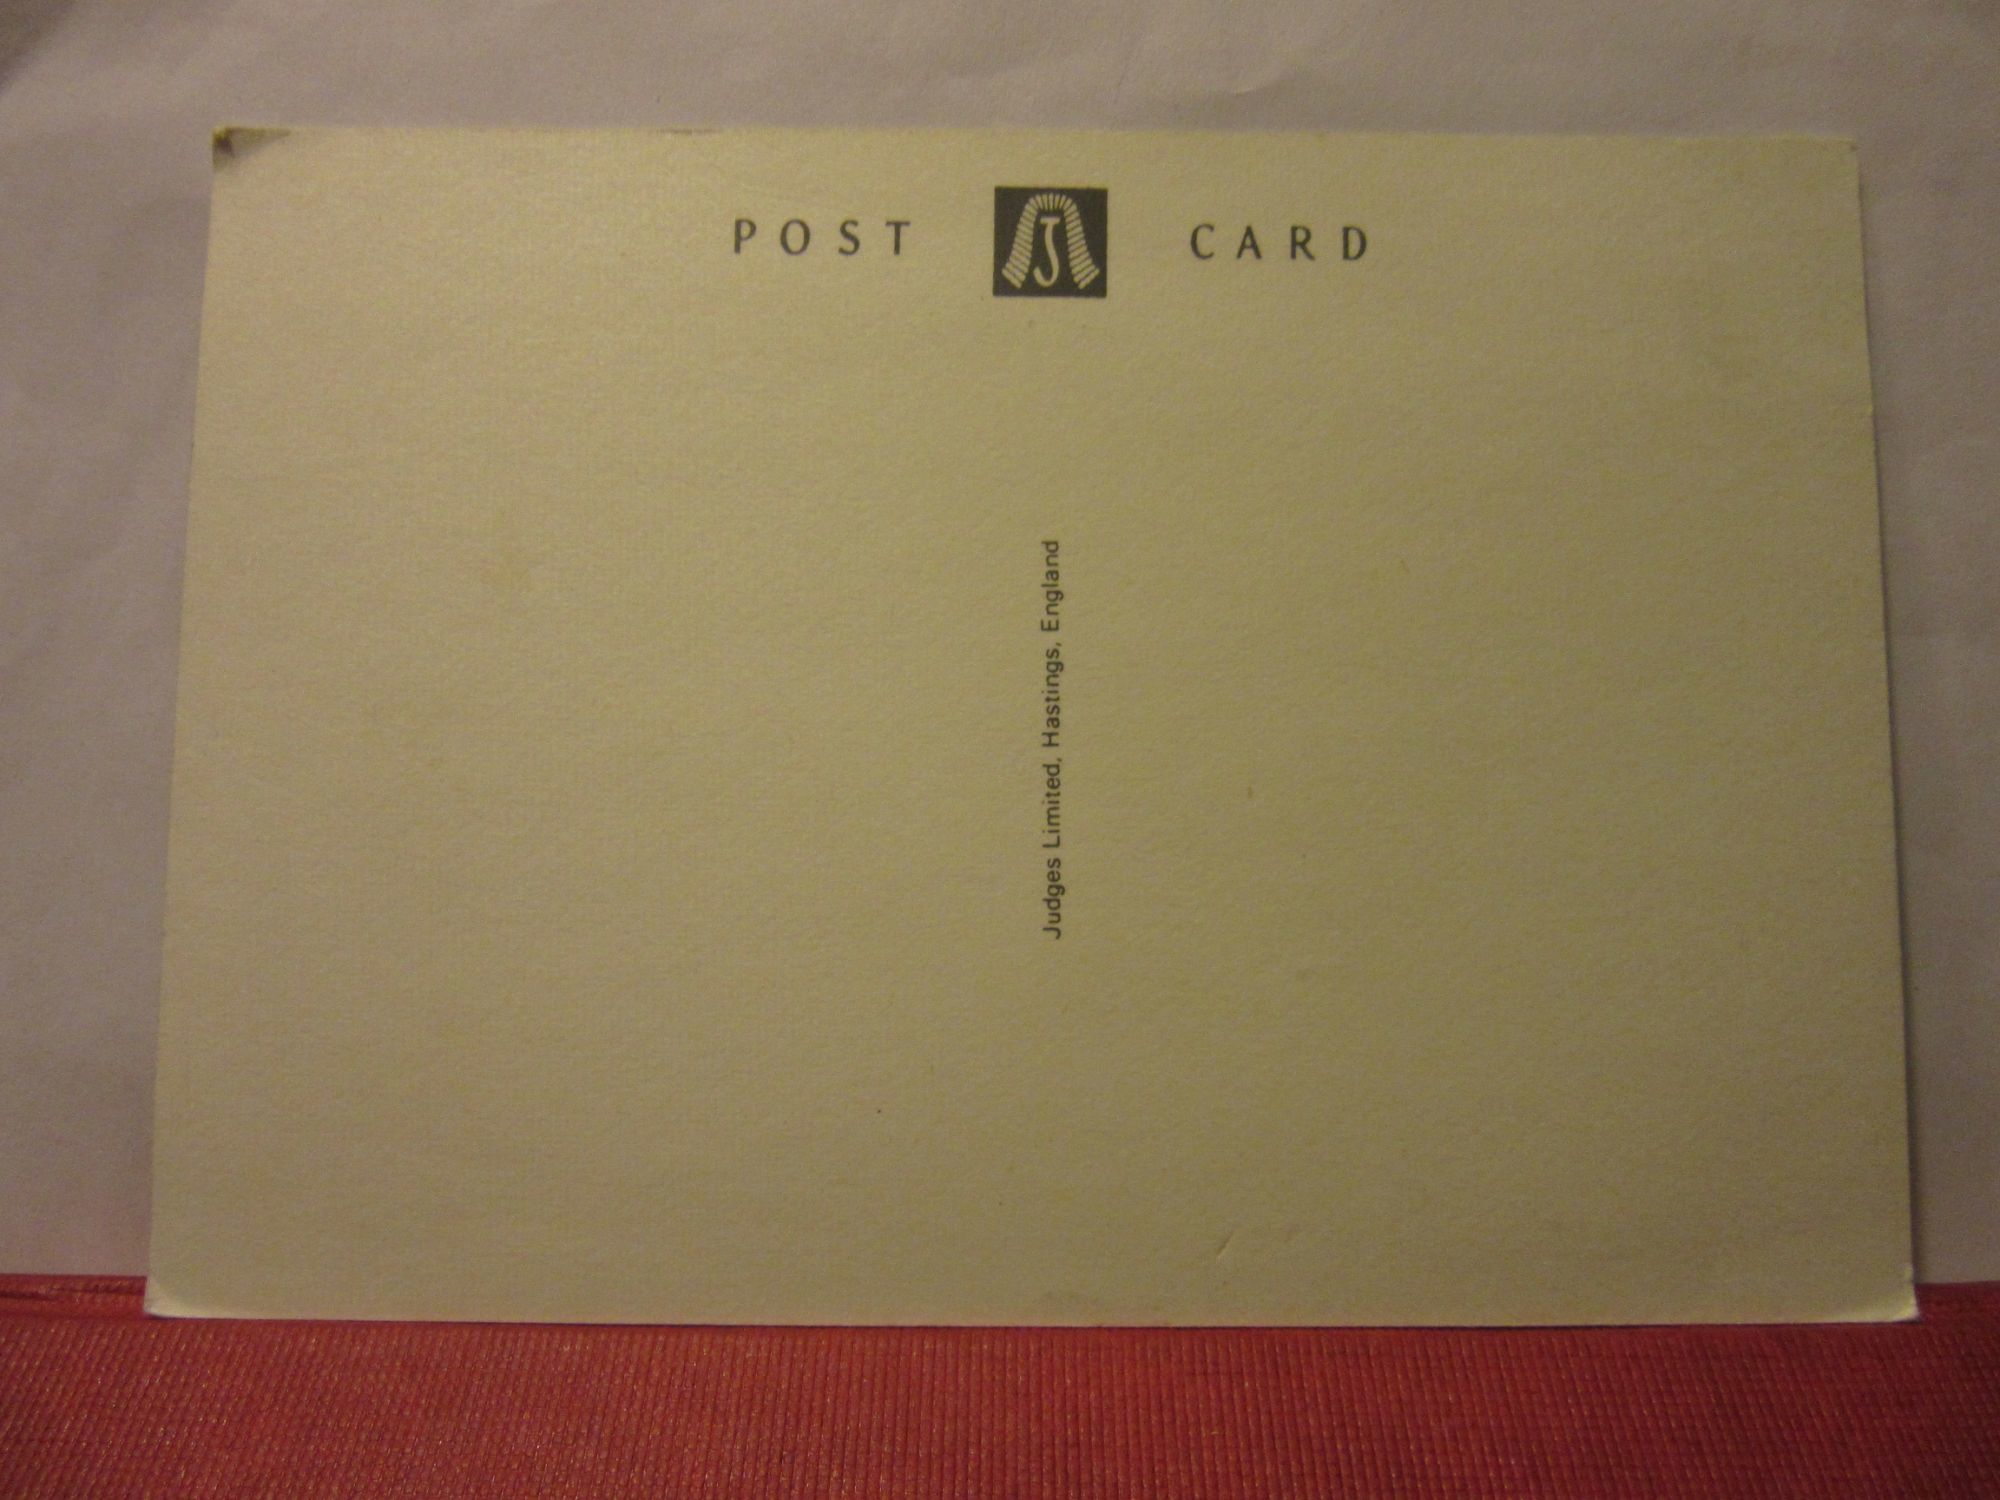 POST J CARD
Judges Limited, Hastings, England